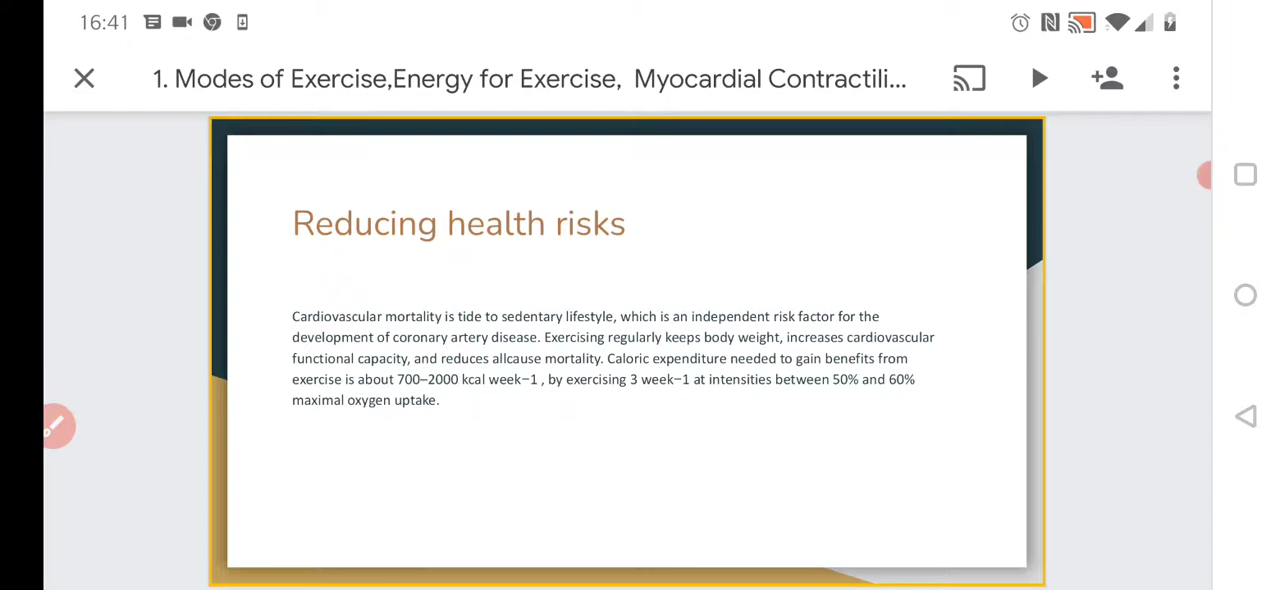 16:41
1. Modes of Exercise,Energy for Exercise,  Myocardial Contractili...
Reducing health risks
Cardiovascular mortality is tide to sedentary lifestyle, which is an independent risk factor for the
development of coronary artery disease. Exercising regularly keeps body weight, increases cardiovascular
functional capacity, and reduces allcause mortality. Caloric expenditure needed to gain benefits from
exercise is about 700–2000 kcal week−1 , by exercising 3 week−1 at intensities between 50% and 60%
maximal oxygen uptake.